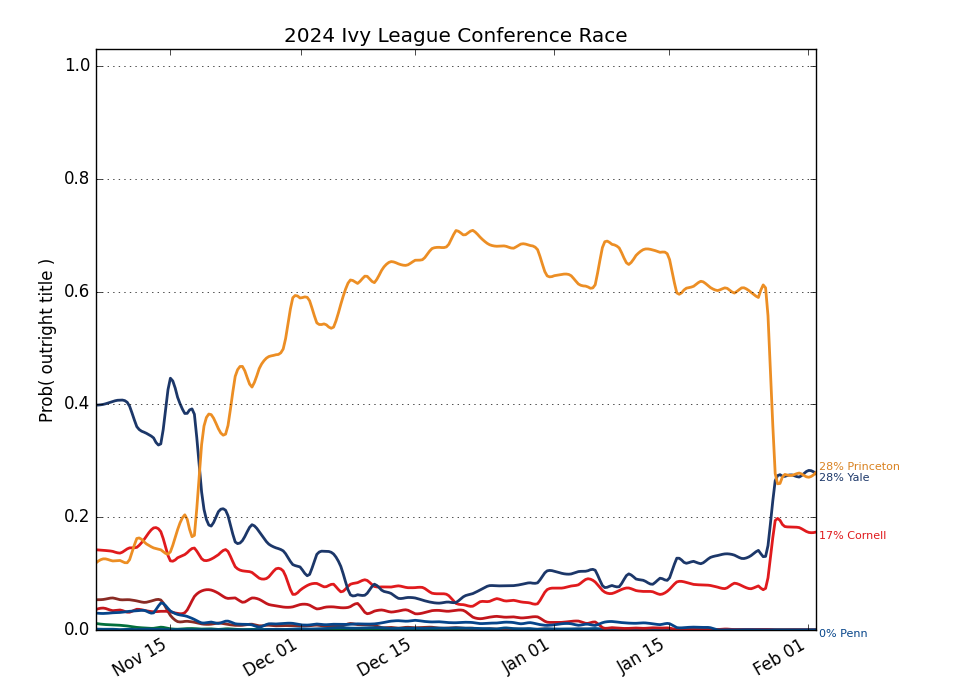 2024 Ivy League Conference Race
Prob( outright title )
1.0
0.8
0.6
0.4
0.2
0.0
28% Princeton
28% Yale
17% Cornell
0% Penn
Nov 15
Dec 01
Dec 15
Jan 01
Jan 15
Feb 01